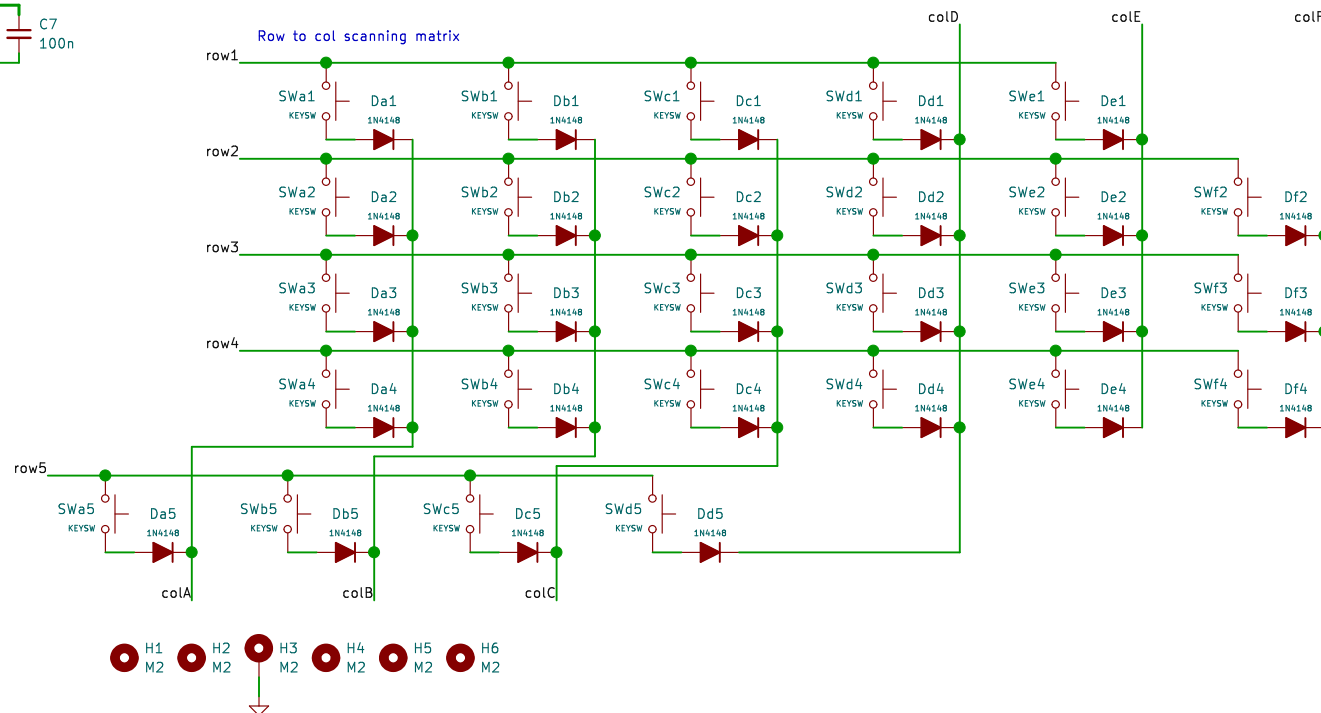 colD colE colF
C7
100n
Row to col scanning matrix
row1
SWa1 Da1 SWb1 Db1 SWc1 Dc1 SWd1 Dd1 SWe1 De1
KEYSW 1N4148 KEYSW 1N4148 KEYSW 1N4148 KEYSW 1N4148 KEYSW 1N4148
row2
SWa2 Da2 SWb2 Db2 SWc2 Dc2 SWd2 Dd2 SWe2 De2 SWf2 Df2
KEYSW 1N4148 KEYSW 1N4148 KEYSW 1N4148 KEYSW 1N4148 KEYSW 1N4148 KEYSW 1N4148
row3
SWa3 Da3 SWb3 Db3 SWc3 Dc3 SWd3 Dd3 SWe3 De3 SWf3 Df3
KEYSW 1N4148 KEYSW 1N4148 KEYSW 1N4148 KEYSW 1N4148 KEYSW 1N4148 KEYSW 1N4148
row4
SWa4 Da4 SWb4 Db4 SWc4 Dc4 SWd4 Dd4 SWe4 De4 SWf4 Df4
KEYSW 1N4148 KEYSW 1N4148 KEYSW 1N4148 KEYSW 1N4148 KEYSW 1N4148 KEYSW 1N4148
row5
SWa5 Da5 SWb5 Db5 SWc5 Dc5 SWd5 Dd5
KEYSW 1N4148 KEYSW 1N4148 KEYSW 1N4148 KEYSW 1N4148
colA colB colC
H1 H2 H3 H4 H5 H6
M2 M2 M2 M2 M2 M2